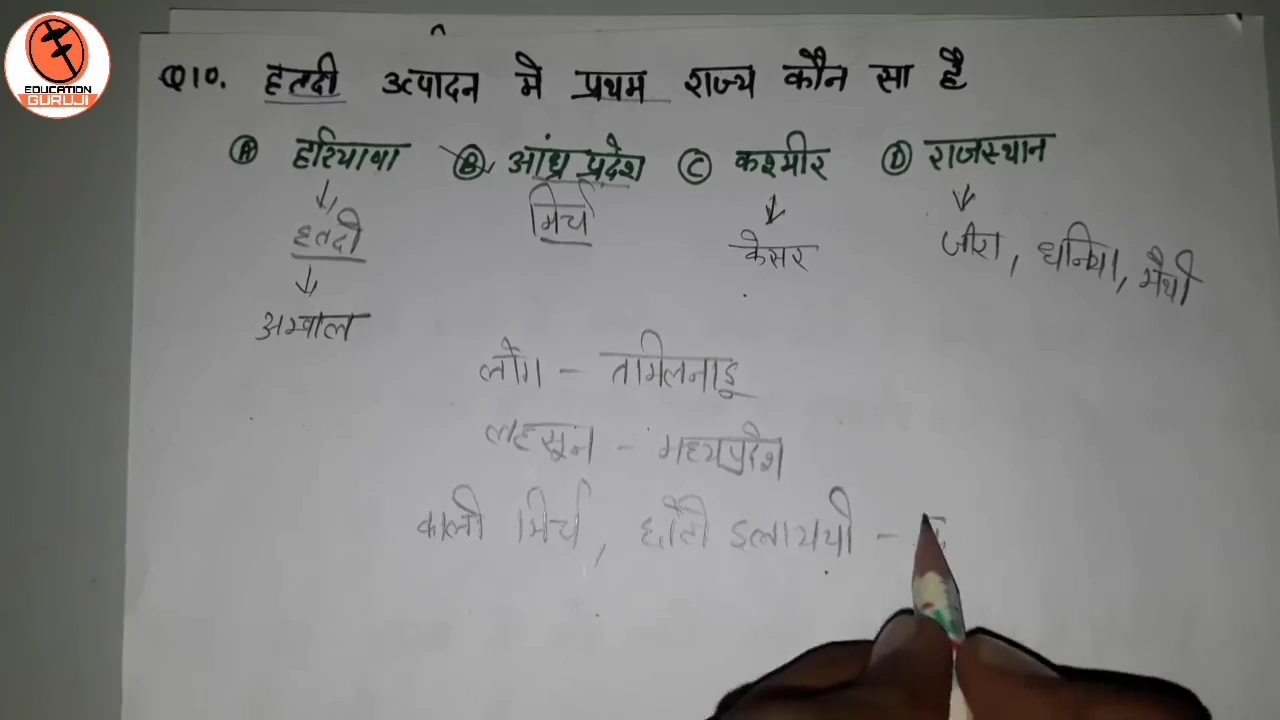 EDUCATION
GURUJI
Q10. हल्दी उत्पादन में प्रथम राज्य कौन सा है
A हरियाणा B आंध्र प्रदेश C कश्मीर D राजस्थान
हल्दी मिर्च केसर जीरा, धनिया, मैथी
अम्बाल
लोंग - तमिलनाडू
लहसून - मध्यप्रदेश
काली मिर्च, छोटी इलायची -